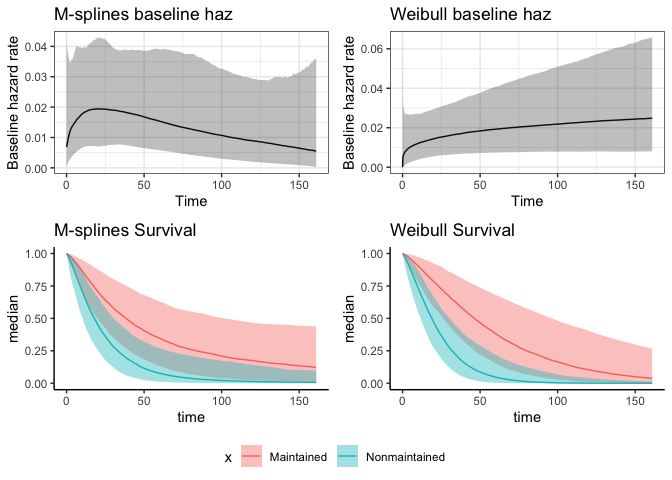 M-splines baseline haz
Baseline hazard rate
0.04
0.03
0.02
0.01
0.00
0
50
100
150
Time
Weibull baseline haz
Baseline hazard rate
0.06
0.04
0.02
0.00
0
50
100
150
Time
M-splines Survival
median
1.00
0.75
0.50
0.25
0.00
0
50
100
150
time
Weibull Survival
median
1.00
0.75
0.50
0.25
0.00
0
50
100
150
time
x
Maintained
Nonmaintained